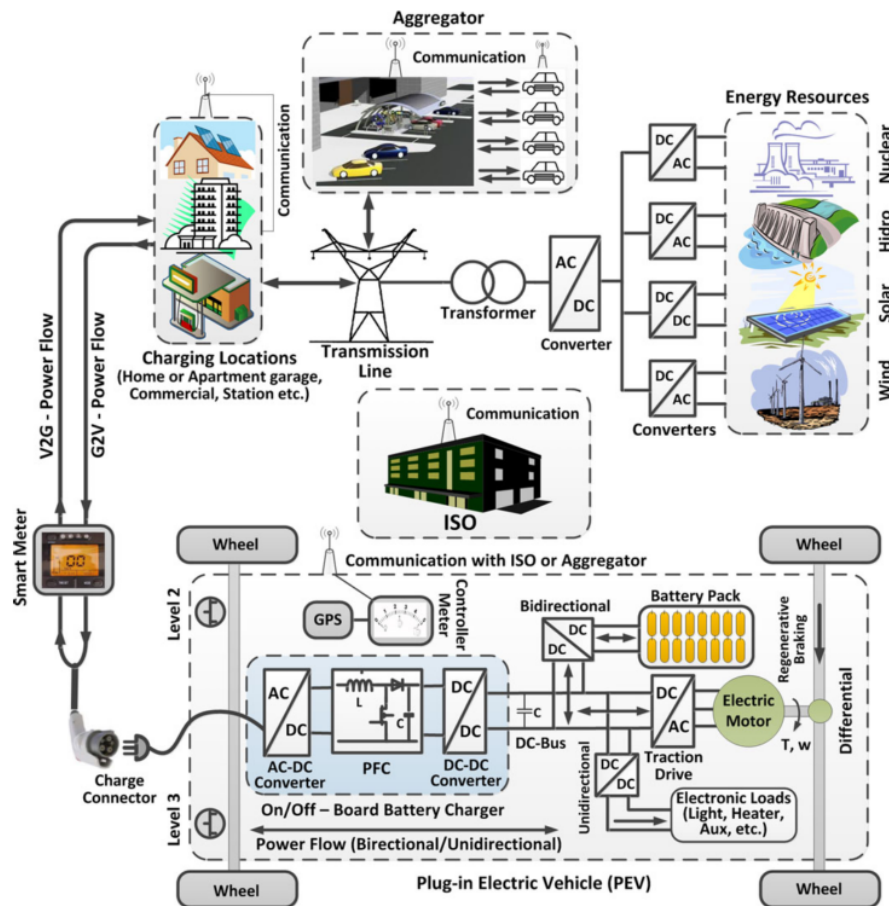 Aggregator
Communication
Communication
Energy Resources
DC
AC
Nuclear
DC
AC
Hidro
DC
DC
Solar
DC
AC
Wind
Converters
AC
DC
Converter
Transformer
Transmission
Line
Charging Locations
(Home or Apartment garage,
Commercial, Station etc.)
V2G - Power Flow
G2V - Power Flow
Smart Meter
00
Communication
ISO
Wheel
Wheel
Communication with ISO or Aggregator
Level 2
GPS
Controller
Meter
Bidirectional
DC
DC
Battery Pack
Regenerative
Braking
AC
DC
AC-DC
Converter
L
C
PFC
DC
DC
DC-DC
Converter
C
DC-Bus
DC
AC
Traction
Drive
Electric
Motor
T, w
Differential
Charge
Connector
On/Off – Board Battery Charger
Unidirectional
DC
DC
Electronic Loads
(Light, Heater,
Aux, etc.)
Level 3
Power Flow (Birectional/Unidirectional)
Wheel
Plug-in Electric Vehicle (PEV)
Wheel